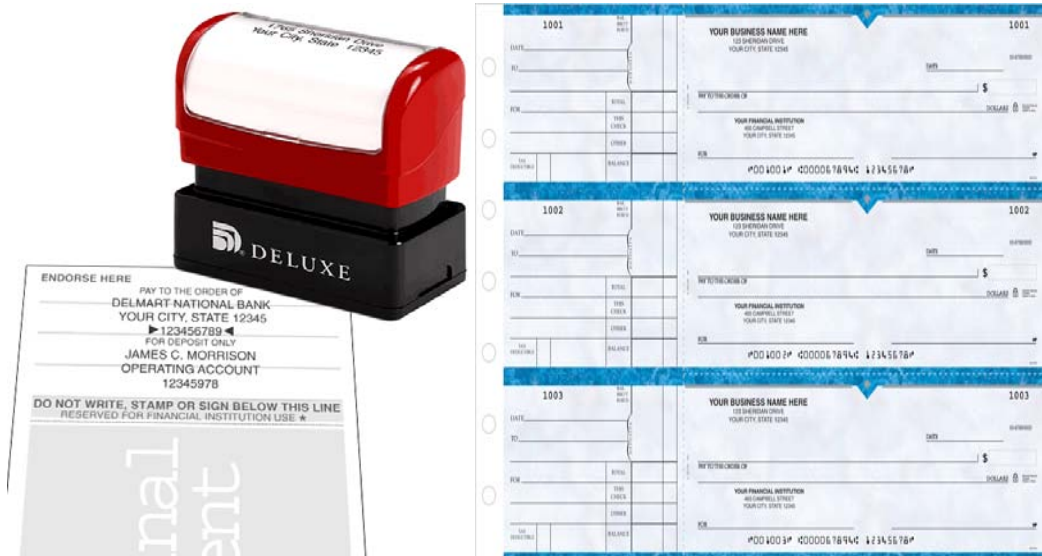 1765 Sheridan Drive
Your City, State 12345
DELUXE
ENDORSE HERE
PAY TO THE ORDER OF
DELMART NATIONAL BANK
YOUR CITY, STATE 12345
►123456789◄
FOR DEPOSIT ONLY
JAMES C. MORRISON
OPERATING ACCOUNT
12345978
DO NOT WRITE, STAMP OR SIGN BELOW THIS LINE
RESERVED FOR FINANCIAL INSTITUTION USE *
1001
DATE
TO
FOR
TOTAL
THIS CHECK
OTHER
TAX DEDUCTIBLE
BALANCE
1001
YOUR BUSINESS NAME HERE
123 SHERIDAN DRIVE
YOUR CITY, STATE 12345
DATE
PAY TO THE ORDER OF
$
DOLLARS
YOUR FINANCIAL INSTITUTION
400 CAMPBELL STREET
YOUR CITY, STATE 12345
FOR
⑈001001⑈ ⑆000067894⑆ 12345678⑈
1002
DATE
TO
FOR
TOTAL
THIS CHECK
OTHER
TAX DEDUCTIBLE
BALANCE
1002
YOUR BUSINESS NAME HERE
123 SHERIDAN DRIVE
YOUR CITY, STATE 12345
DATE
PAY TO THE ORDER OF
$
DOLLARS
YOUR FINANCIAL INSTITUTION
400 CAMPBELL STREET
YOUR CITY, STATE 12345
FOR
⑈001002⑈ ⑆000067894⑆ 12345678⑈
1003
DATE
TO
FOR
TOTAL
THIS CHECK
OTHER
TAX DEDUCTIBLE
BALANCE
1003
YOUR BUSINESS NAME HERE
123 SHERIDAN DRIVE
YOUR CITY, STATE 12345
DATE
PAY TO THE ORDER OF
$
DOLLARS
YOUR FINANCIAL INSTITUTION
400 CAMPBELL STREET
YOUR CITY, STATE 12345
FOR
⑈001003⑈ ⑆000067894⑆ 12345678⑈